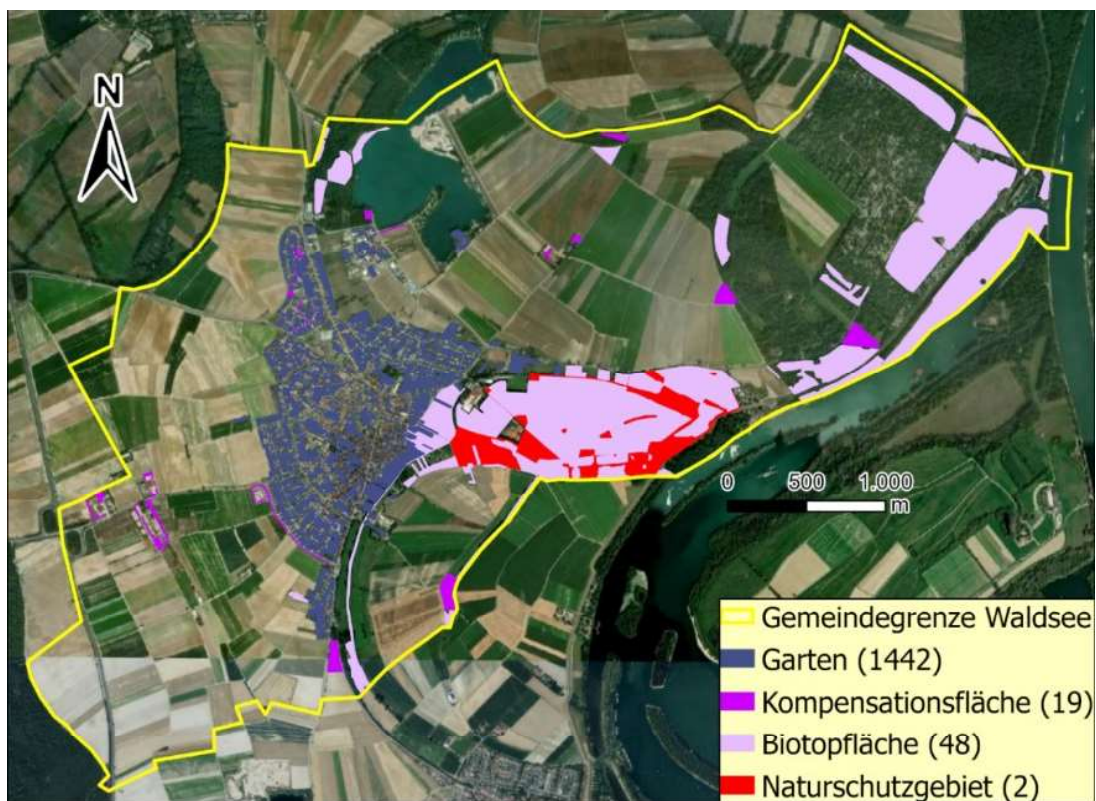 N
0 500 1.000
m
Gemeindegrenze Waldsee
Garten (1442)
Kompensationsfläche (19)
Biotopfläche (48)
Naturschutzgebiet (2)